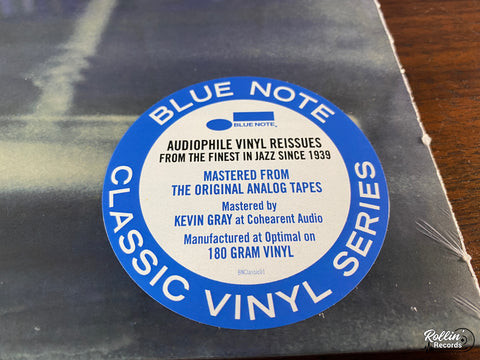 BLUE NOTE
BLUE NOTE
AUDIOPHILE VINYL REISSUES
FROM THE FINEST IN JAZZ SINCE 1939
MASTERED FROM
THE ORIGINAL ANALOG TAPES
Mastered by
KEVIN GRAY at Cohearent Audio
Manufactured at Optimal on
180 GRAM VINYL
BNClassic91
CLASSIC VINYL SERIES
Rollin'
Records